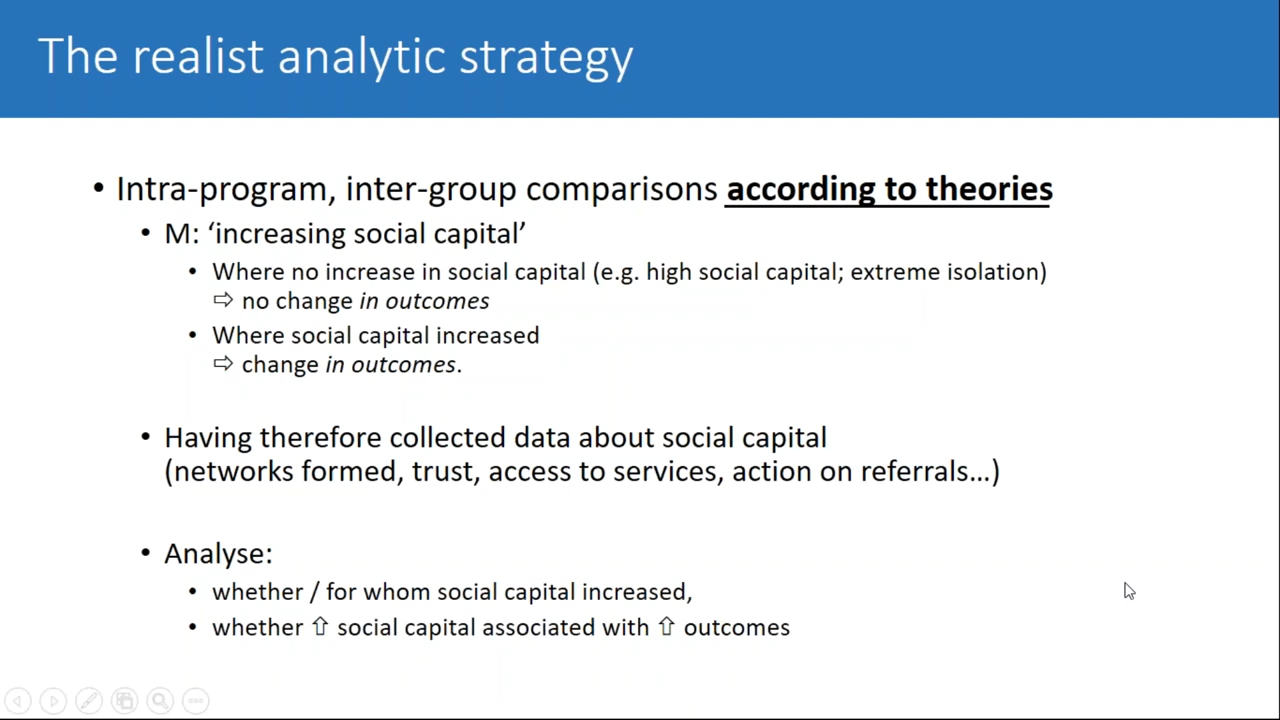 The realist analytic strategy
• Intra-program, inter-group comparisons according to theories
• M: ‘increasing social capital’
• Where no increase in social capital (e.g. high social capital; extreme isolation)
⇨ no change in outcomes
• Where social capital increased
⇨ change in outcomes.
• Having therefore collected data about social capital
(networks formed, trust, access to services, action on referrals…)
• Analyse:
• whether / for whom social capital increased,
• whether ⇧ social capital associated with ⇧ outcomes